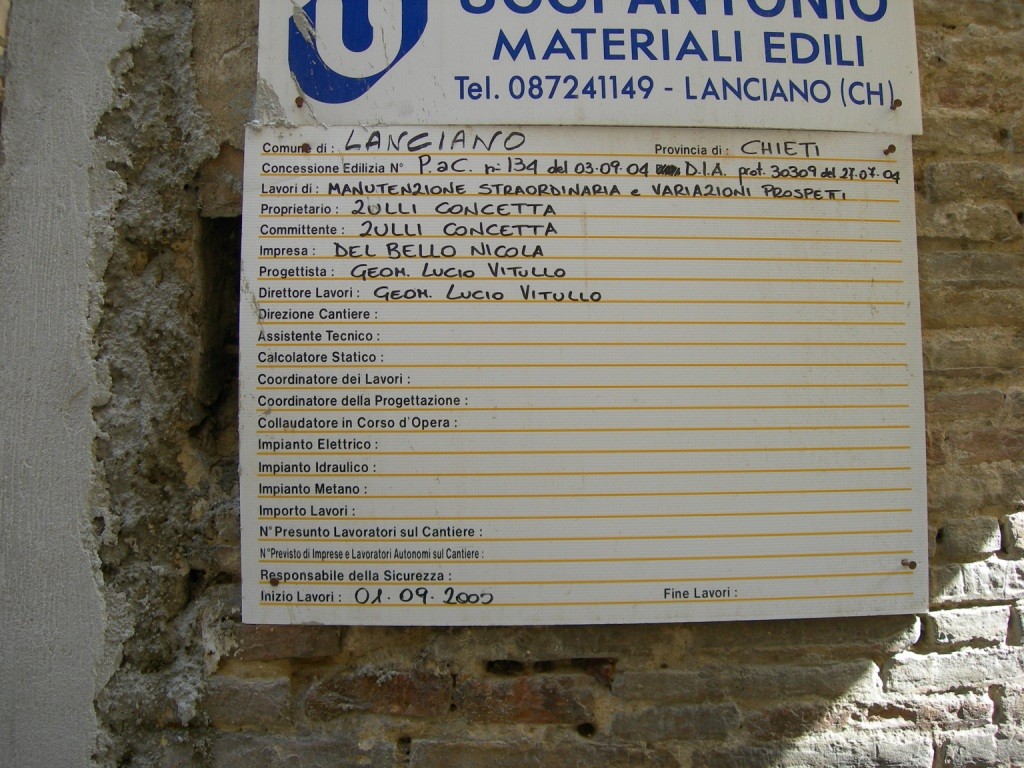 ANTONIO
MATERIALI EDILI
Tel. 087241149 - LANCIANO (CH)
Comune di : LANCIANO Provincia di : CHIETI
Concessione Edilizia N° P. a C. n° 134 del 03.09.04 D.I.A. prot. 30309 del 27.07.04
Lavori di : MANUTENZIONE STRAORDINARIA e VARIAZIONI PROSPETTI
Proprietario : ZULLI CONCETTA
Committente : ZULLI CONCETTA
Impresa : DEL BELLO NICOLA
Progettista : GEOM. LUCIO VITULLO
Direttore Lavori : GEOM. LUCIO VITULLO
Direzione Cantiere :
Assistente Tecnico :
Calcolatore Statico :
Coordinatore dei Lavori :
Coordinatore della Progettazione :
Collaudatore in Corso d'Opera :
Impianto Elettrico :
Impianto Idraulico :
Impianto Metano :
Importo Lavori :
N° Presunto Lavoratori sul Cantiere :
N° Previsto di Imprese e Lavoratori Autonomi sul Cantiere :
Responsabile della Sicurezza :
Inizio Lavori : 01.09.2005 Fine Lavori :